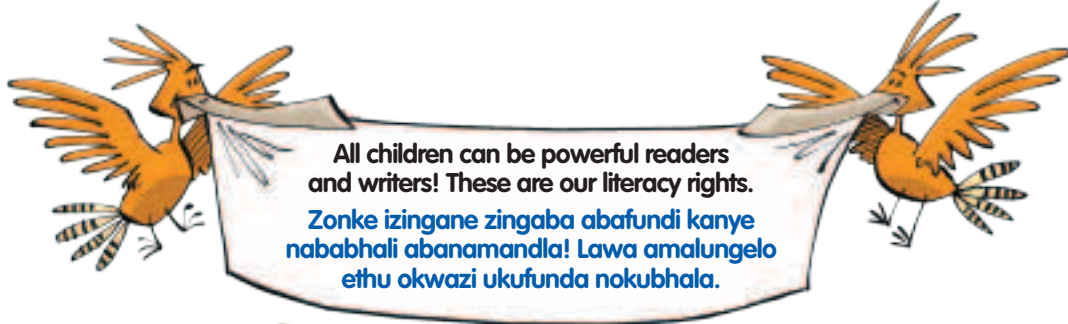 All children can be powerful readers
and writers! These are our literacy rights.
Zonke izingane zingaba abafundi kanye
nababhali abanamandla! Lawa amalungelo
ethu okwazi ukufunda nokubhala.